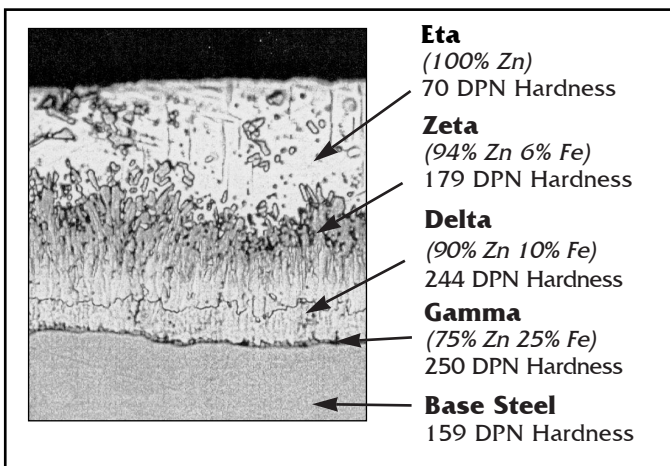 Eta
(100% Zn)
70 DPN Hardness
Zeta
(94% Zn 6% Fe)
179 DPN Hardness
Delta
(90% Zn 10% Fe)
244 DPN Hardness
Gamma
(75% Zn 25% Fe)
250 DPN Hardness
Base Steel
159 DPN Hardness